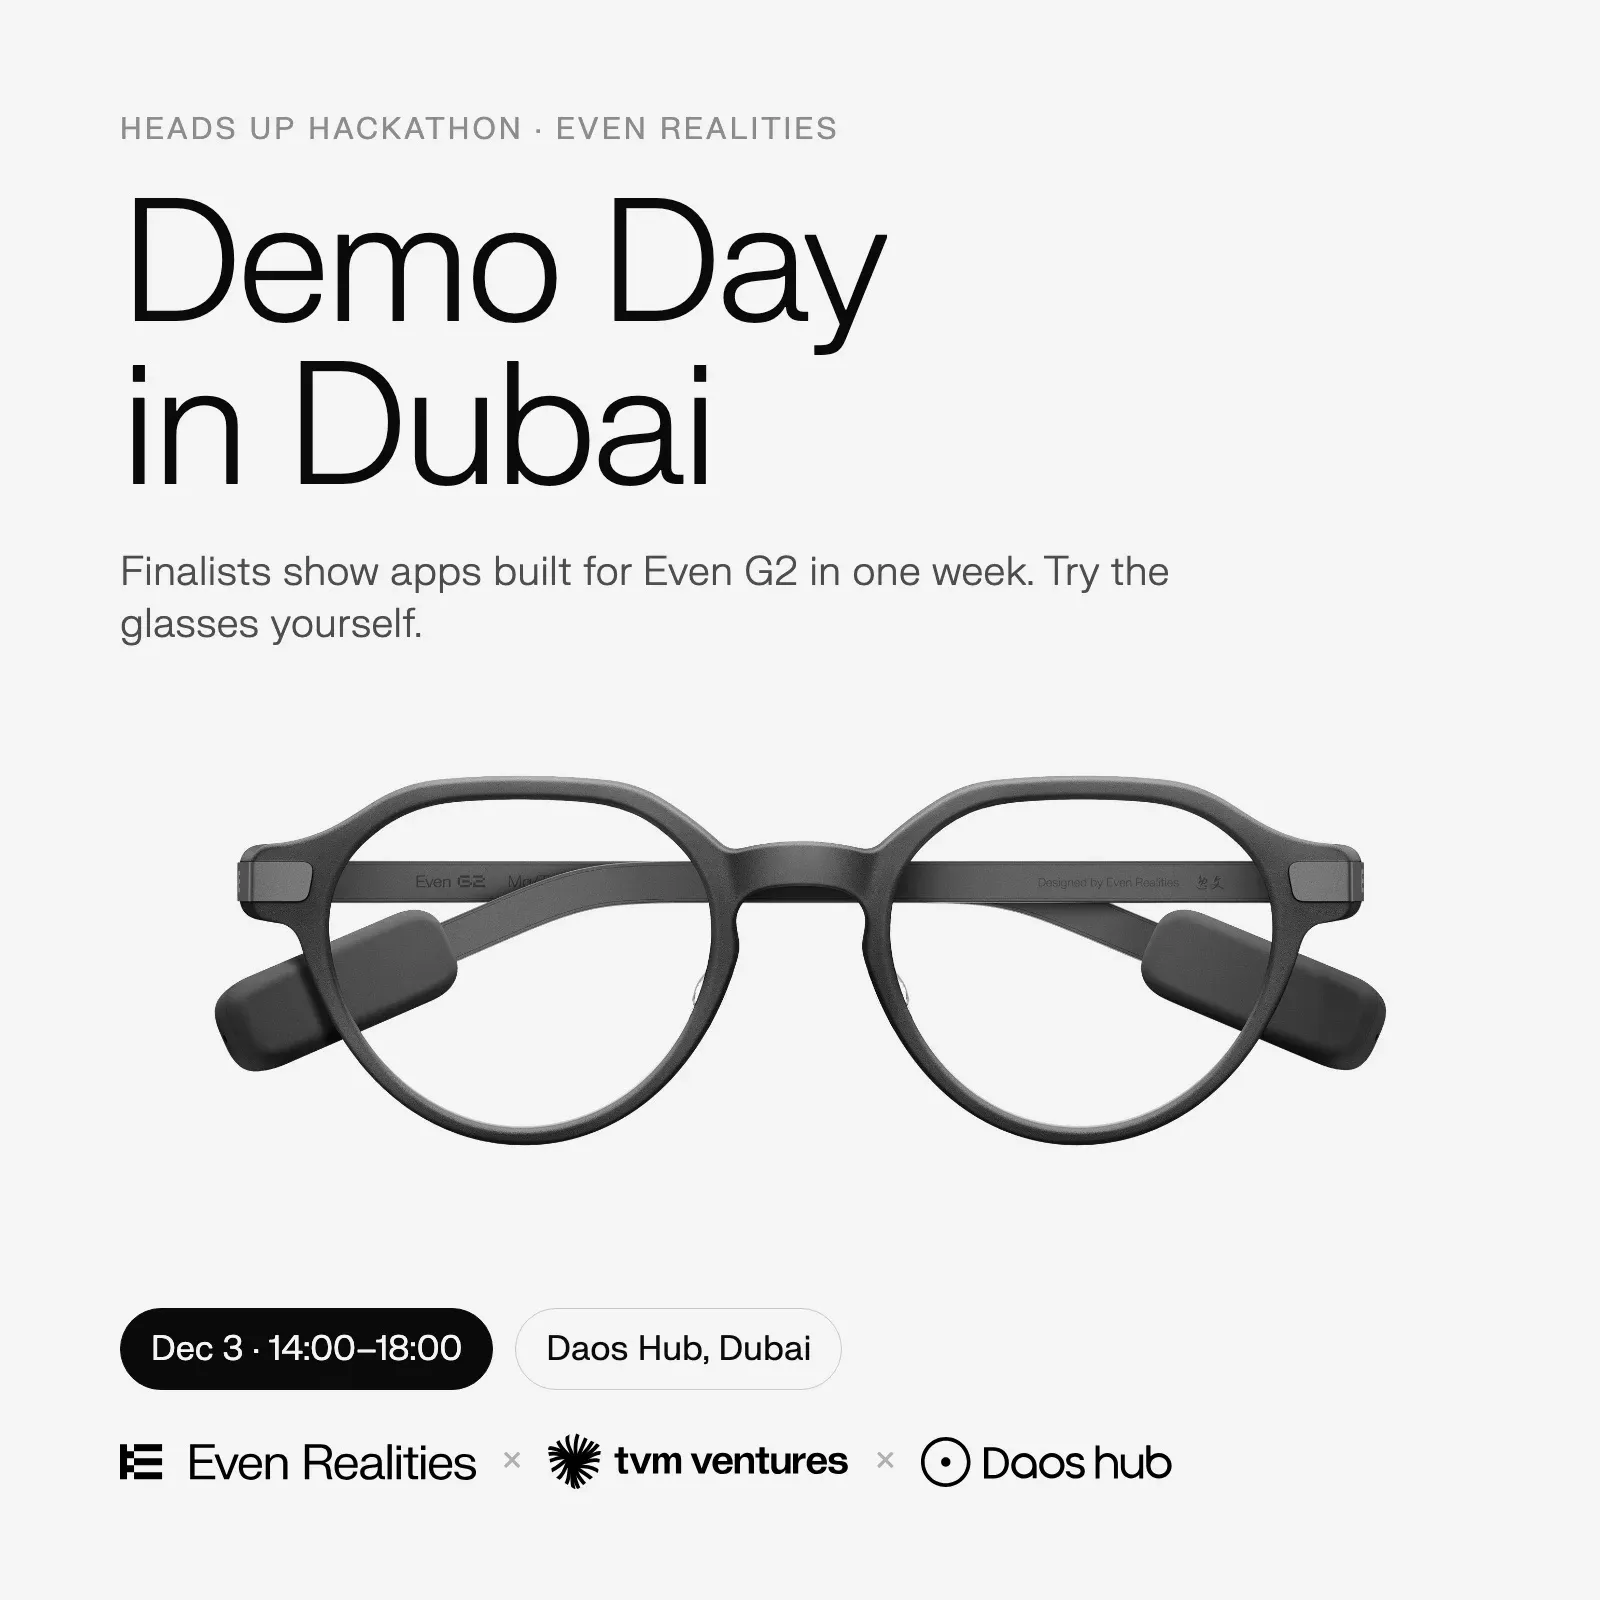 HEADS UP HACKATHON · EVEN REALITIES
Demo Day
in Dubai
Finalists show apps built for Even G2 in one week. Try the
glasses yourself.
Even G2
Designed by Even Realities
Dec 3 · 14:00–18:00
Daos Hub, Dubai
Even Realities × tvm ventures × Daos hub